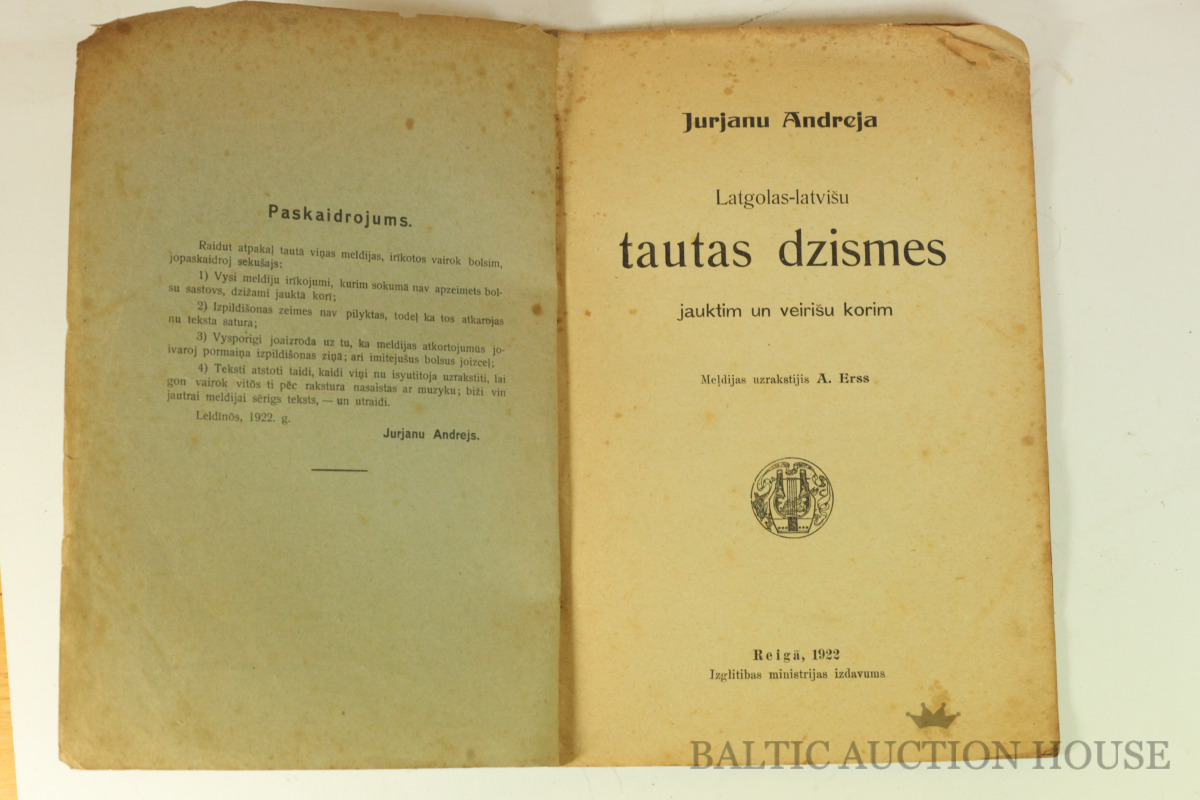 Paskaidrojums.
Raidut atpakaļ tauta viņas meldijas, irīkotos vairok bolsim,
jopaskaidroj sekušajs:
1) Vysi meldiju irīkojumi, kurim sokumā nav apzeimets bol-
su sastovs, dzižami jaukta korī;
2) Izpildišonas zeimes nav pilyktas, todeļ ka tos atkarojas
nu teksta satura;
3) Vysporigi joaizroda uz tu, ka meldijas atkortojumūs jo-
ivaroj pormaiņa izpildišonas ziņā; ari imitejušus bolsus joizceļ;
4) Teksti atstoti taidi, kaidi viņi nu isyutitoja uzrakstiti, lai
gon vairok vitōs ti pēc rakstura nasaistas ar muzyku; biži vin
jautrai meldijai sērigs teksts, — un utraidi.
Leldīnōs, 1922. g.
Jurjanu Andrejs.
Jurjanu Andreja
Latgolas-latvišu
tautas dzismes
jauktim un veirišu korim
Meļdijas uzrakstijis A. Erss
Reigā, 1922
Izglitibas ministrijas izdavums
BALTIC AUCTION HOUSE